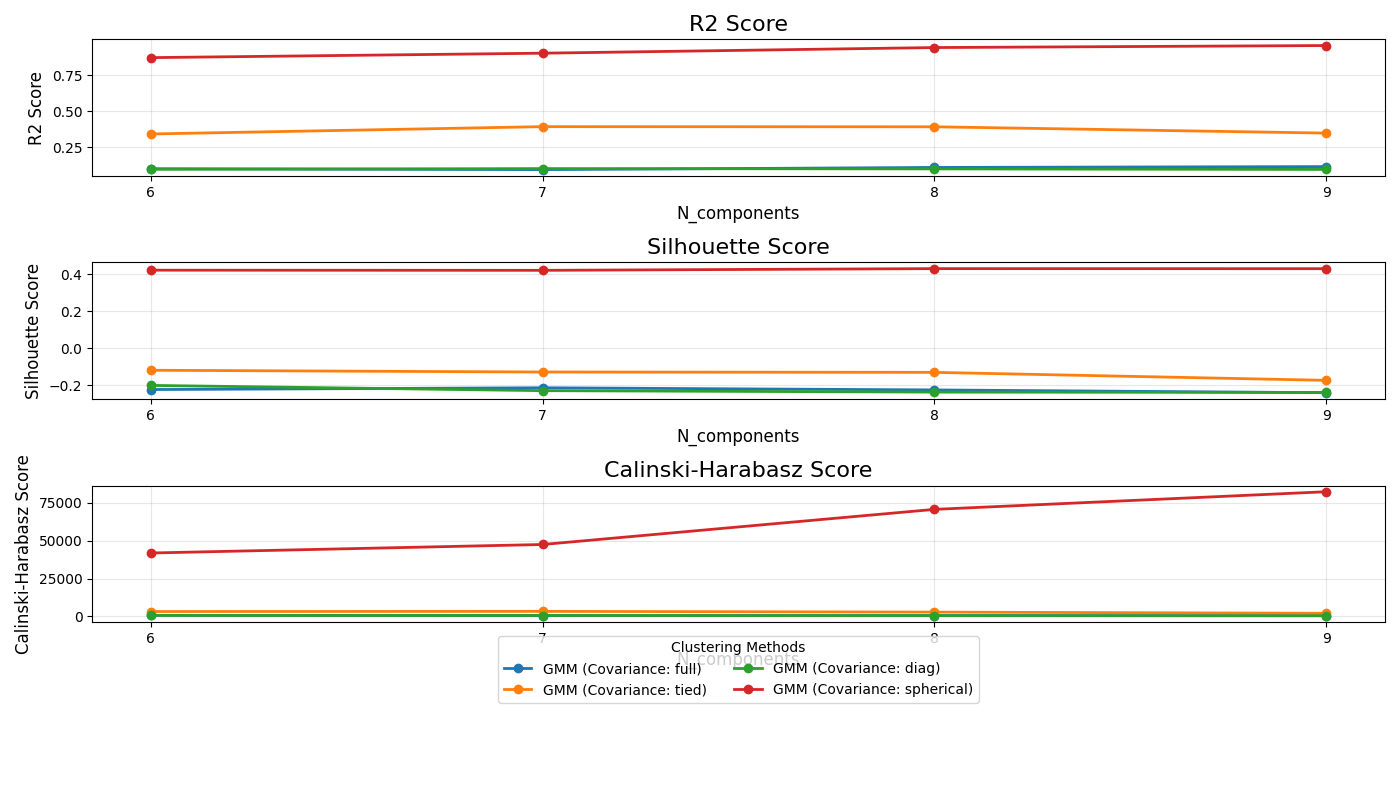 R2 Score
R2 Score
0.75
0.50
0.25
6 7 8 9
N_components
Silhouette Score
Silhouette Score
0.4
0.2
0.0
−0.2
6 7 8 9
N_components
Calinski-Harabasz Score
Calinski-Harabasz Score
75000
50000
25000
0
6 7 8 9
N_components
Clustering Methods
GMM (Covariance: full)
GMM (Covariance: tied)
GMM (Covariance: diag)
GMM (Covariance: spherical)